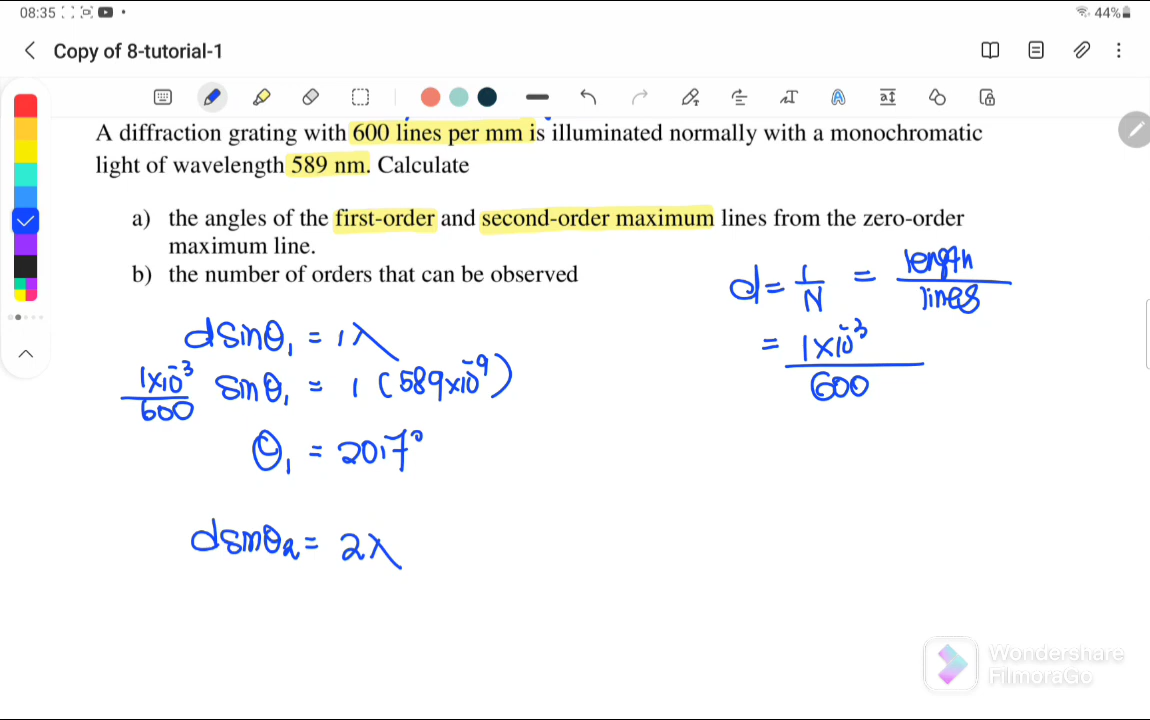 08:35 44%
Copy of 8-tutorial-1
A diffraction grating with 600 lines per mm is illuminated normally with a monochromatic
light of wavelength 589 nm. Calculate
a) the angles of the first-order and second-order maximum lines from the zero-order
maximum line.
b) the number of orders that can be observed
d = 1/N = length/lines
= 1×10⁻³/600
dsinθ₁ = 1λ
1×10⁻³/600 sinθ₁ = 1 (589×10⁻⁹)
θ₁ = 20.7°
dsinθ₂ = 2λ
Wondershare
FilmoraGo